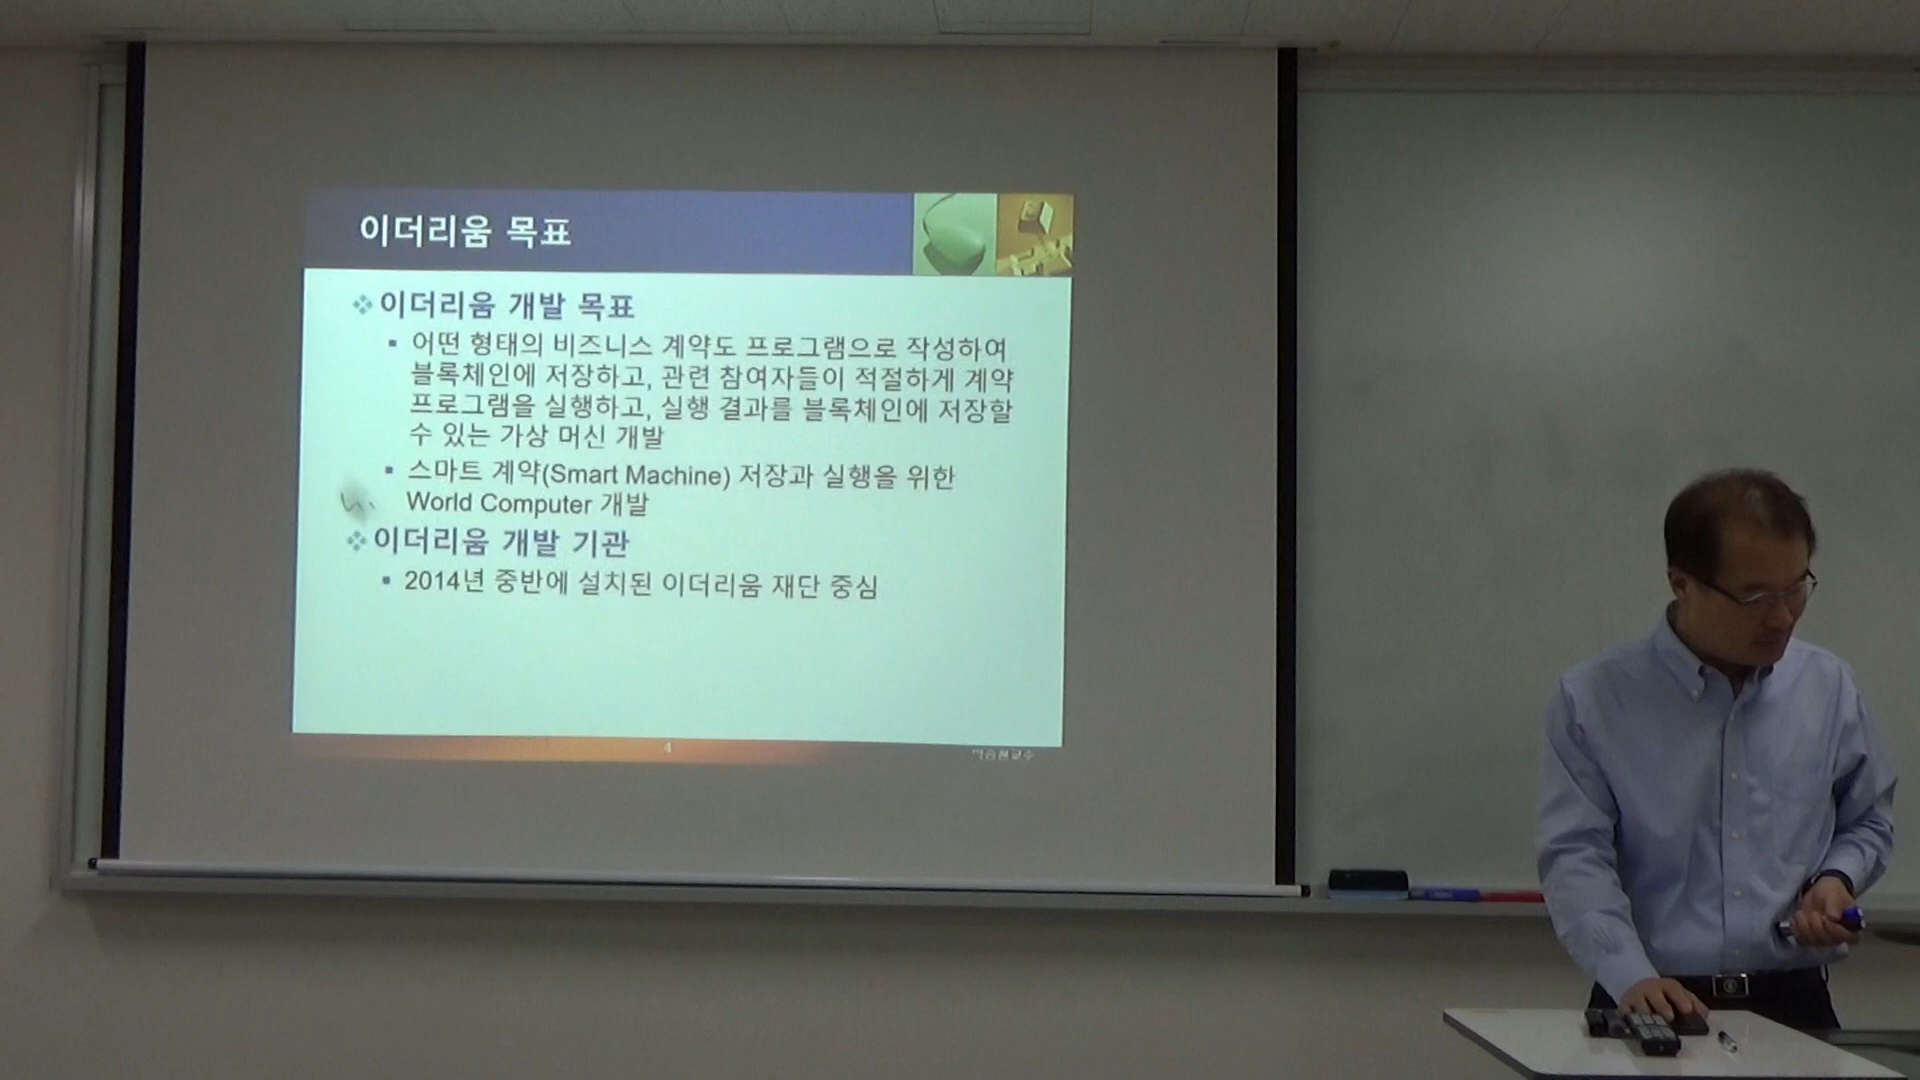 이더리움 목표
이더리움 개발 목표
어떤 형태의 비즈니스 계약도 프로그램으로 작성하여
블록체인에 저장하고, 관련 참여자들이 적절하게 계약
프로그램을 실행하고, 실행 결과를 블록체인에 저장할
수 있는 가상 머신 개발
스마트 계약(Smart Machine) 저장과 실행을 위한
World Computer 개발
이더리움 개발 기관
2014년 중반에 설치된 이더리움 재단 중심
4